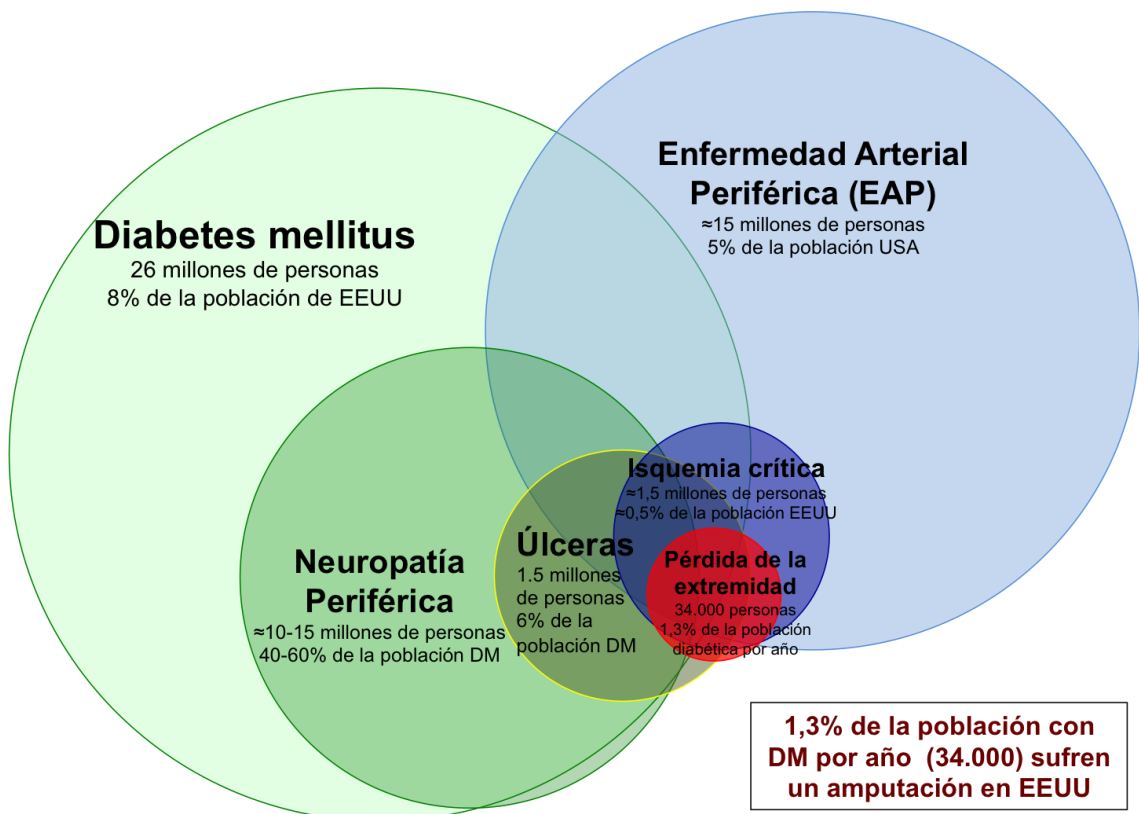 Enfermedad Arterial
Periférica (EAP)
≈15 millones de personas
5% de la población USA
Diabetes mellitus
26 millones de personas
8% de la población de EEUU
Isquemia crítica
≈1,5 millones de personas
≈0,5% de la población EEUU
Úlceras
1.5 millones
de personas
6% de la
población DM
Pérdida de la
extremidad
34.000 personas
1,3% de la población
diabética por año
Neuropatía
Periférica
≈10-15 millones de personas
40-60% de la población DM
1,3% de la población con
DM por año (34.000) sufren
un amputación en EEUU